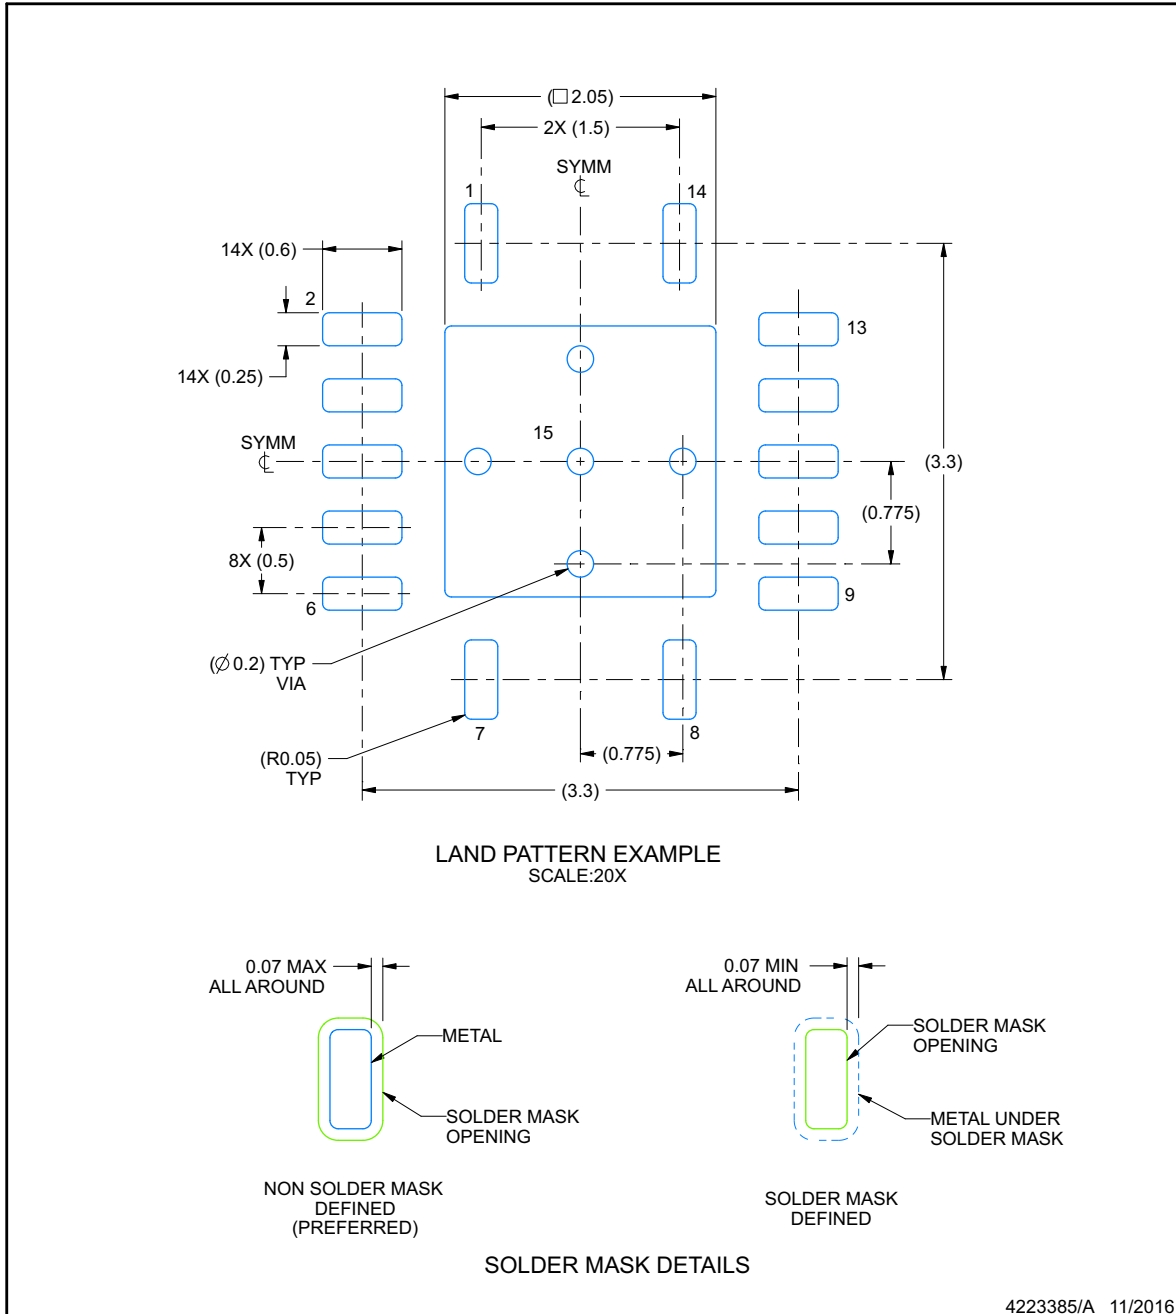 (□ 2.05)
2X (1.5)
SYMM
℄
1
14
14X (0.6)
2
13
14X (0.25)
15
SYMM
℄
(3.3)
(0.775)
8X (0.5)
6
9
(Ø 0.2) TYP
VIA
7
8
(R0.05)
TYP
(0.775)
(3.3)
LAND PATTERN EXAMPLE
SCALE:20X
0.07 MAX
ALL AROUND
METAL
SOLDER MASK
OPENING
NON SOLDER MASK
DEFINED
(PREFERRED)
0.07 MIN
ALL AROUND
SOLDER MASK
OPENING
METAL UNDER
SOLDER MASK
SOLDER MASK
DEFINED
SOLDER MASK DETAILS
4223385/A 11/2016